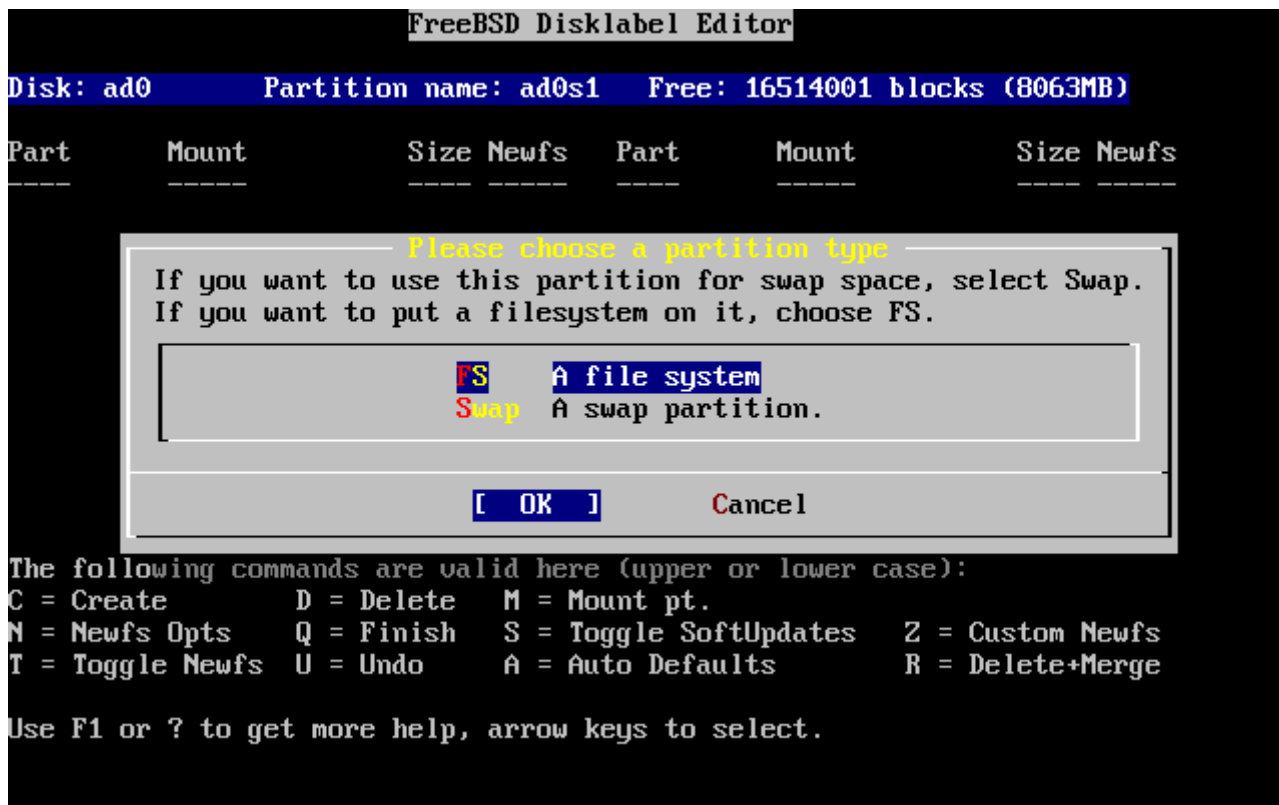 FreeBSD Disklabel Editor
Disk: ad0 Partition name: ad0s1 Free: 16514001 blocks (8063MB)
Part Mount Size Newfs Part Mount Size Newfs
---- ----- ---- ----- ---- ----- ---- -----
Please choose a partition type
If you want to use this partition for swap space, select Swap.
If you want to put a filesystem on it, choose FS.
FS A file system
Swap A swap partition.
[ OK ] Cancel
The following commands are valid here (upper or lower case):
C = Create D = Delete M = Mount pt.
N = Newfs Opts Q = Finish S = Toggle SoftUpdates Z = Custom Newfs
T = Toggle Newfs U = Undo A = Auto Defaults R = Delete+Merge
Use F1 or ? to get more help, arrow keys to select.